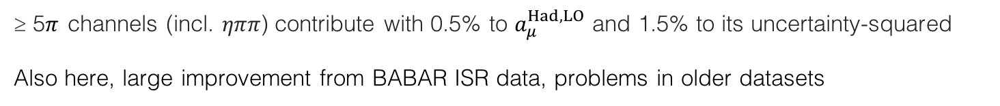 ≥ 5π channels (incl. ηππ) contribute with 0.5% to a_μ^Had,LO and 1.5% to its uncertainty-squared
Also here, large improvement from BABAR ISR data, problems in older datasets